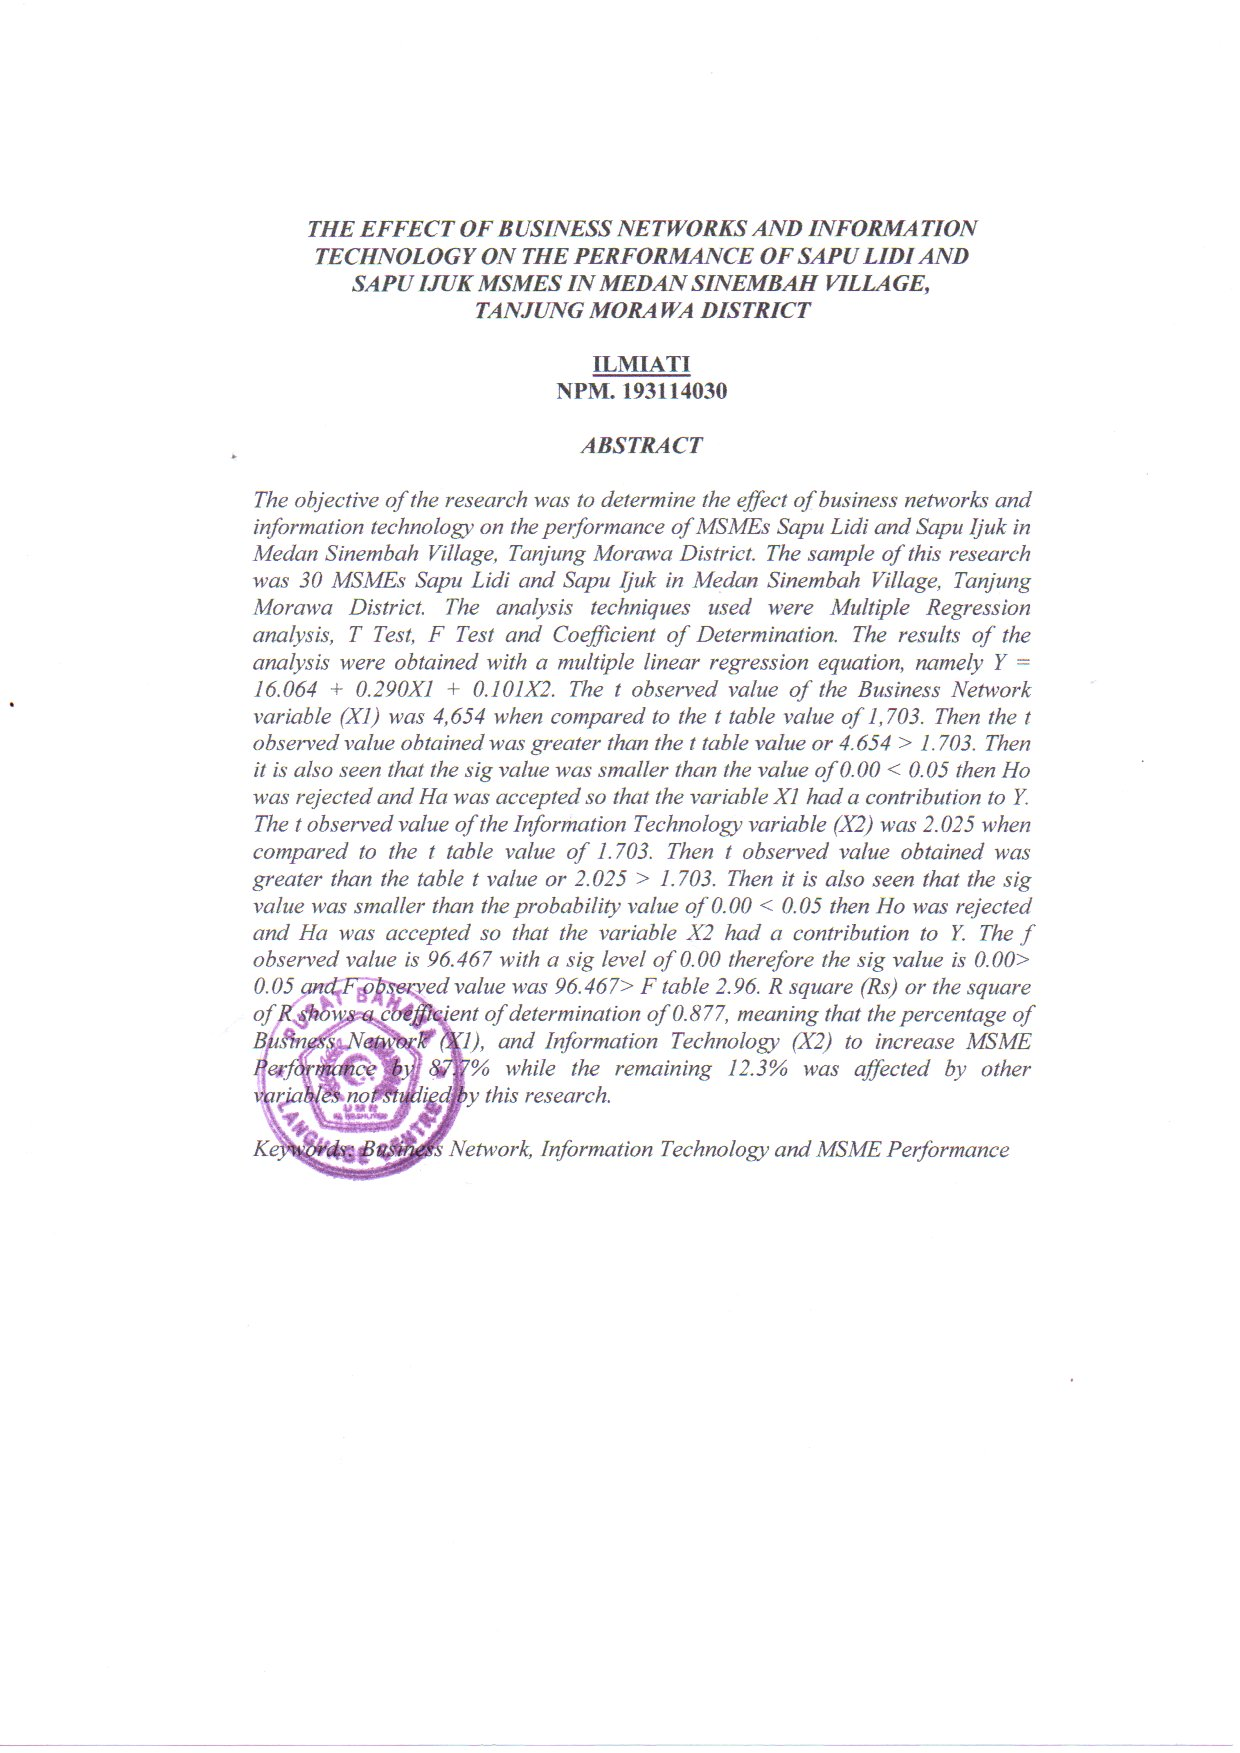 THE EFFECT OF BUSINESS NETWORKS AND INFORMATION
TECHNOLOGY ON THE PERFORMANCE OF SAPU LIDI AND
SAPU IJUK MSMES IN MEDAN SINEMBAH VILLAGE,
TANJUNG MORAWA DISTRICT
ILMIATI
NPM. 193114030
ABSTRACT
The objective of the research was to determine the effect of business networks and
information technology on the performance of MSMEs Sapu Lidi and Sapu Ijuk in
Medan Sinembah Village, Tanjung Morawa District. The sample of this research
was 30 MSMEs Sapu Lidi and Sapu Ijuk in Medan Sinembah Village, Tanjung
Morawa District. The analysis techniques used were Multiple Regression
analysis, T Test, F Test and Coefficient of Determination. The results of the
analysis were obtained with a multiple linear regression equation, namely Y =
16.064 + 0.290X1 + 0.101X2. The t observed value of the Business Network
variable (X1) was 4,654 when compared to the t table value of 1,703. Then the t
observed value obtained was greater than the t table value or 4.654 > 1.703. Then
it is also seen that the sig value was smaller than the value of 0.00 < 0.05 then Ho
was rejected and Ha was accepted so that the variable X1 had a contribution to Y.
The t observed value of the Information Technology variable (X2) was 2.025 when
compared to the t table value of 1.703. Then t observed value obtained was
greater than the table t value or 2.025 > 1.703. Then it is also seen that the sig
value was smaller than the probability value of 0.00 < 0.05 then Ho was rejected
and Ha was accepted so that the variable X2 had a contribution to Y. The f
observed value is 96.467 with a sig level of 0.00 therefore the sig value is 0.00>
0.05 and F observed value was 96.467> F table 2.96. R square (Rs) or the square
of R shows a coefficient of determination of 0.877, meaning that the percentage of
Business Network (X1), and Information Technology (X2) to increase MSME
Performance by 87.7% while the remaining 12.3% was affected by other
variables not studied by this research.
Keywords: Business Network, Information Technology and MSME Performance
PUSAT BAHASA
LANGUAGE CENTRE